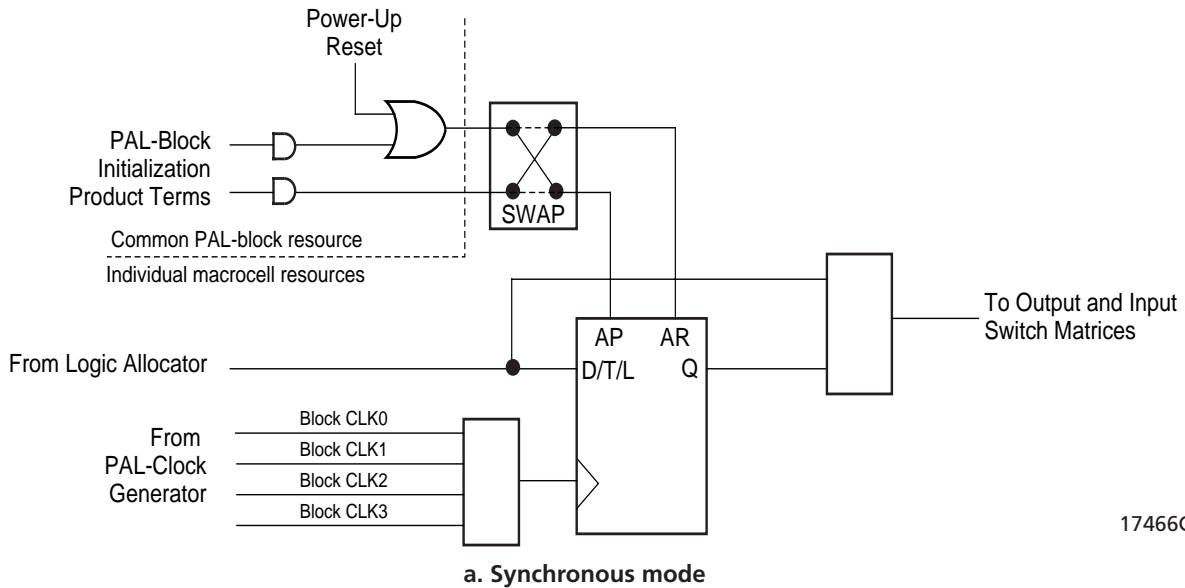 Power-Up
Reset
PAL-Block
Initialization
Product Terms
SWAP
Common PAL-block resource
Individual macrocell resources
To Output and Input
Switch Matrices
AP AR
From Logic Allocator
D/T/L Q
From
PAL-Clock
Generator
Block CLK0
Block CLK1
Block CLK2
Block CLK3
17466
a. Synchronous mode